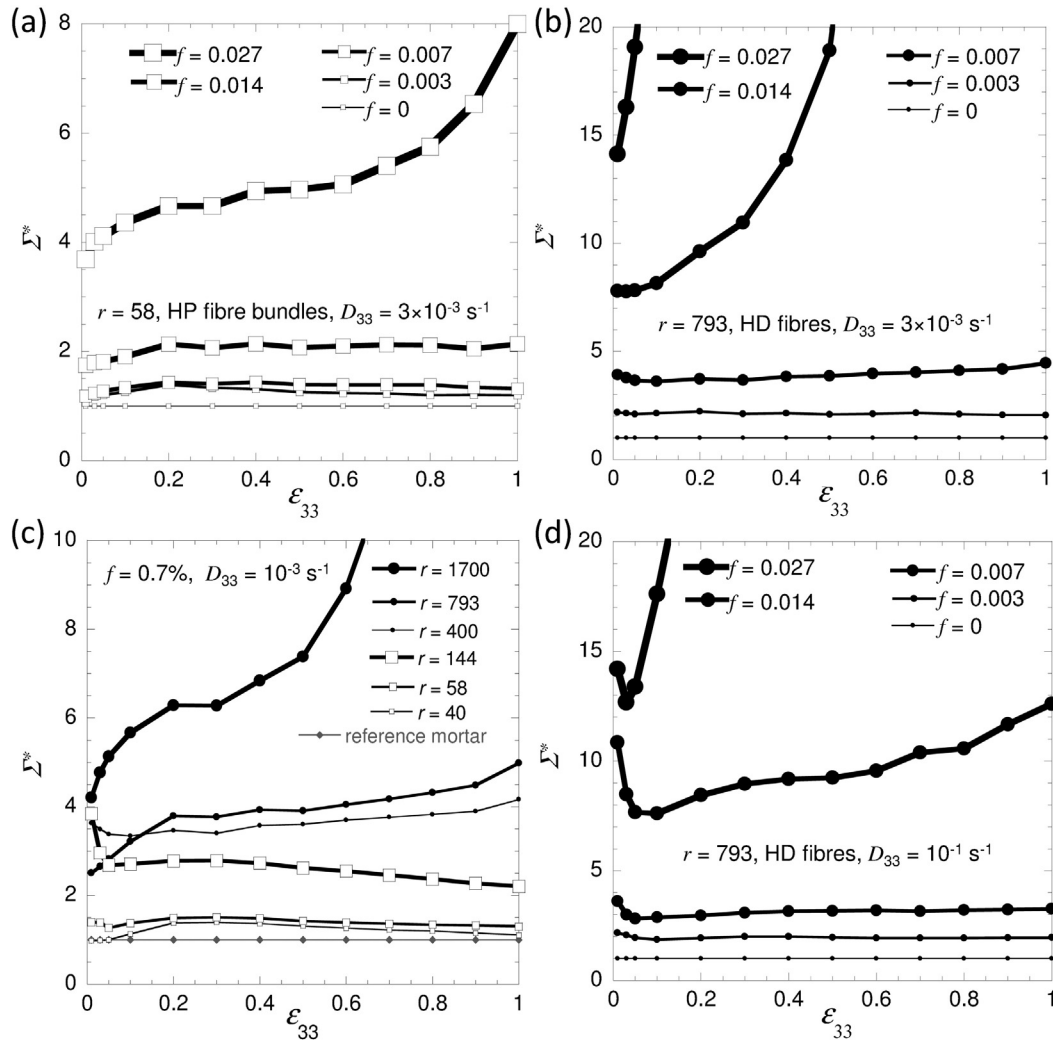 (a)
8
6
4
2
0
Σ*
f = 0.027
f = 0.014
f = 0.007
f = 0.003
f = 0
r = 58, HP fibre bundles, D33 = 3×10-3 s-1
0 0.2 0.4 0.6 0.8 1
ε33
(b)
20
15
10
5
0
Σ*
f = 0.027
f = 0.014
f = 0.007
f = 0.003
f = 0
r = 793, HD fibres, D33 = 3×10-3 s-1
0 0.2 0.4 0.6 0.8 1
ε33
(c)
10
8
6
4
2
0
Σ*
f = 0.7%, D33 = 10-3 s-1
r = 1700
r = 793
r = 400
r = 144
r = 58
r = 40
reference mortar
0 0.2 0.4 0.6 0.8 1
ε33
(d)
20
15
10
5
0
Σ*
f = 0.027
f = 0.014
f = 0.007
f = 0.003
f = 0
r = 793, HD fibres, D33 = 10-1 s-1
0 0.2 0.4 0.6 0.8 1
ε33